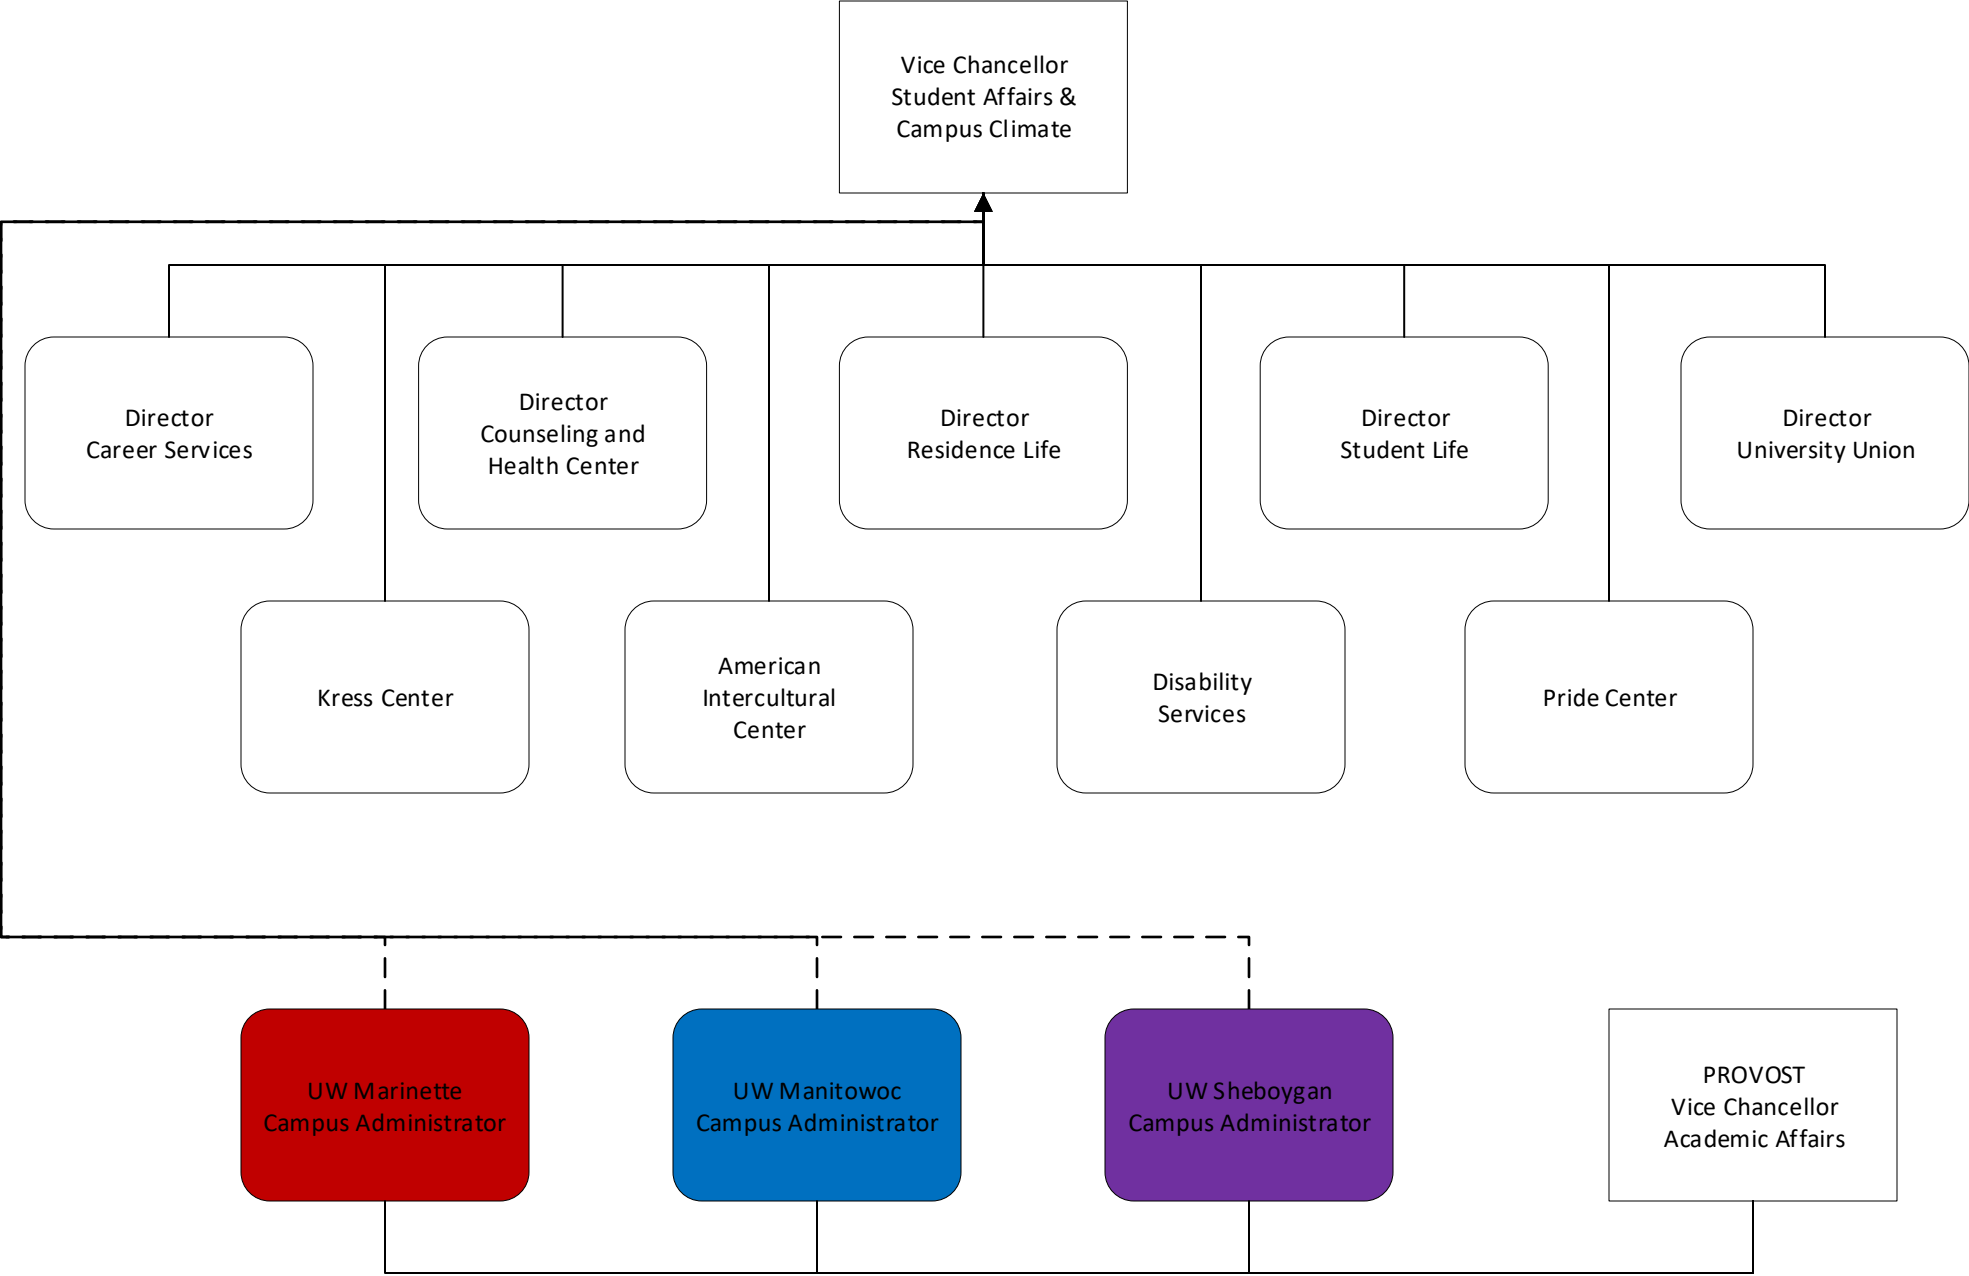 Vice Chancellor
Student Affairs &
Campus Climate
Director
Career Services
Director
Counseling and
Health Center
Director
Residence Life
Director
Student Life
Director
University Union
Kress Center
American
Intercultural
Center
Disability
Services
Pride Center
UW Marinette
Campus Administrator
UW Manitowoc
Campus Administrator
UW Sheboygan
Campus Administrator
PROVOST
Vice Chancellor
Academic Affairs